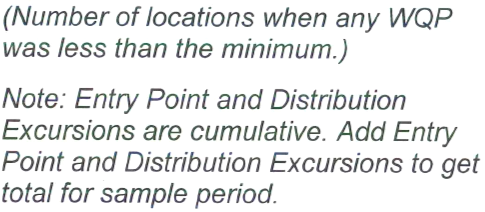 (Number of locations when any WQP
was less than the minimum.)
Note: Entry Point and Distribution
Excursions are cumulative. Add Entry
Point and Distribution Excursions to get
total for sample period.